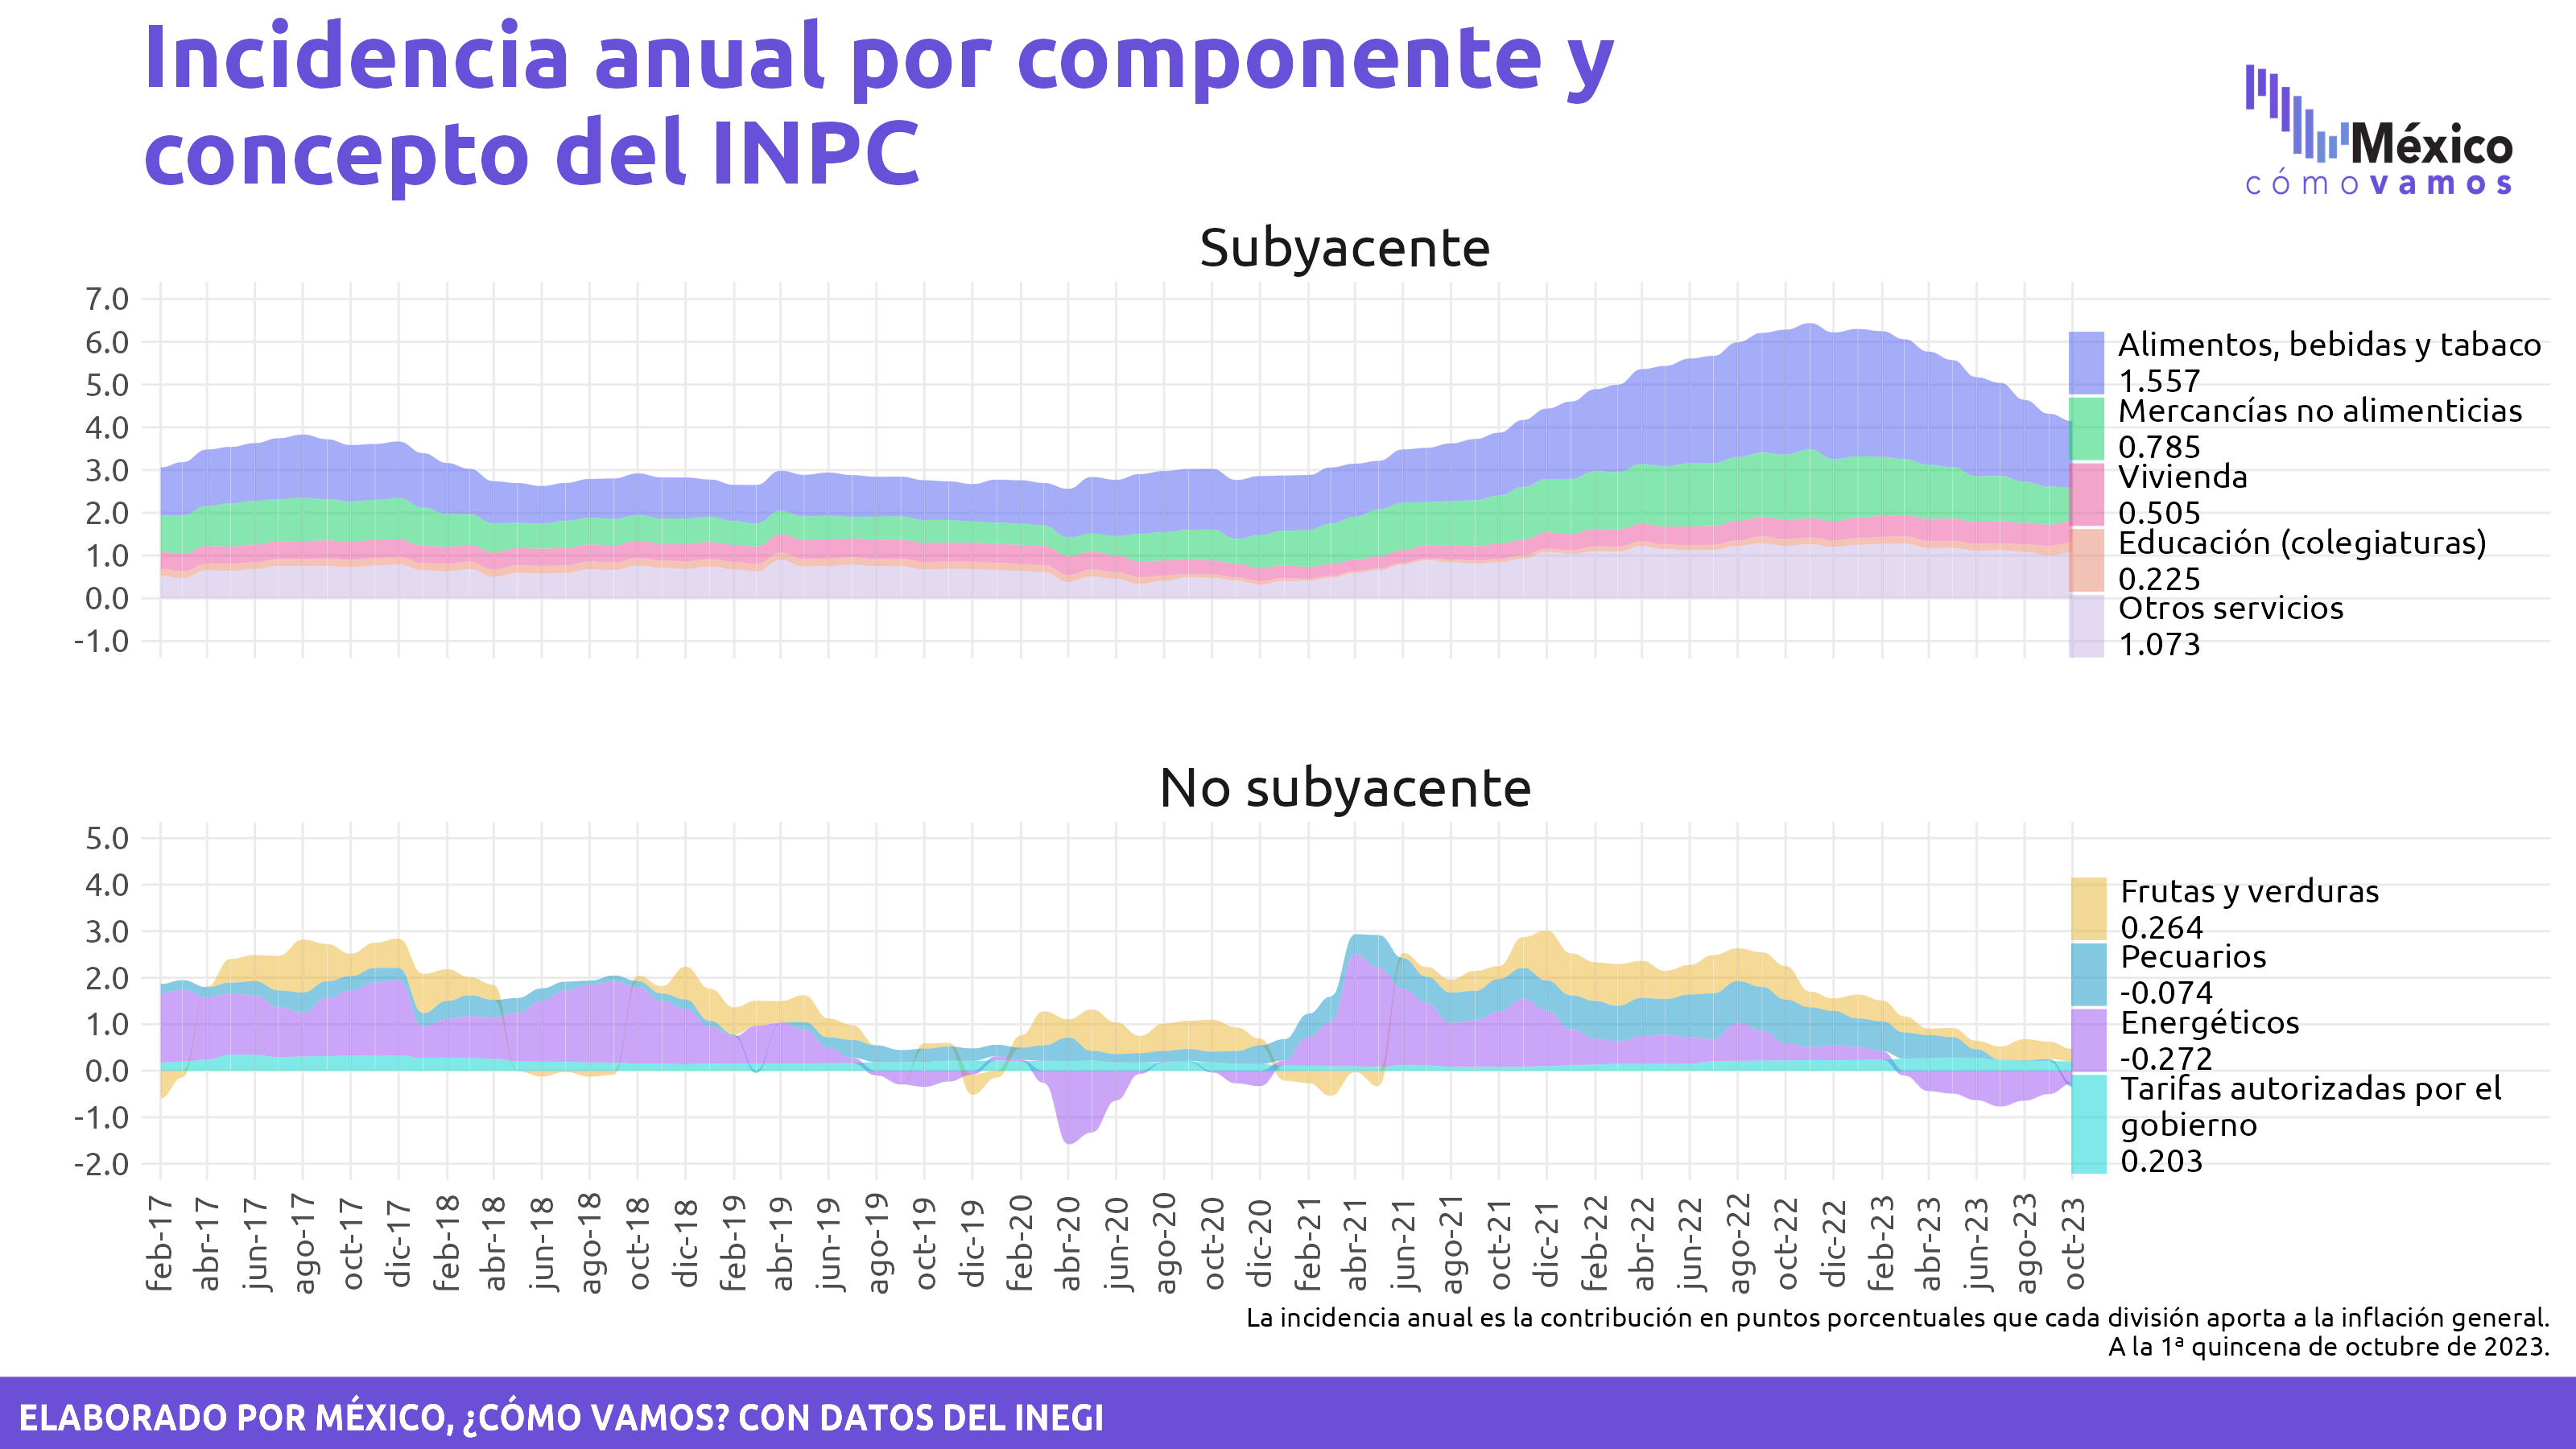 Incidencia anual por componente y
concepto del INPC
México
cómovamos
Subyacente
7.0
6.0
5.0
4.0
3.0
2.0
1.0
0.0
-1.0
Alimentos, bebidas y tabaco
1.557
Mercancías no alimenticias
0.785
Vivienda
0.505
Educación (colegiaturas)
0.225
Otros servicios
1.073
No subyacente
5.0
4.0
3.0
2.0
1.0
0.0
-1.0
-2.0
Frutas y verduras
0.264
Pecuarios
-0.074
Energéticos
-0.272
Tarifas autorizadas por el
gobierno
0.203
feb-17
abr-17
jun-17
ago-17
oct-17
dic-17
feb-18
abr-18
jun-18
ago-18
oct-18
dic-18
feb-19
abr-19
jun-19
ago-19
oct-19
dic-19
feb-20
abr-20
jun-20
ago-20
oct-20
dic-20
feb-21
abr-21
jun-21
ago-21
oct-21
dic-21
feb-22
abr-22
jun-22
ago-22
oct-22
dic-22
feb-23
abr-23
jun-23
ago-23
oct-23
La incidencia anual es la contribución en puntos porcentuales que cada división aporta a la inflación general.
A la 1ª quincena de octubre de 2023.
ELABORADO POR MÉXICO, ¿CÓMO VAMOS? CON DATOS DEL INEGI